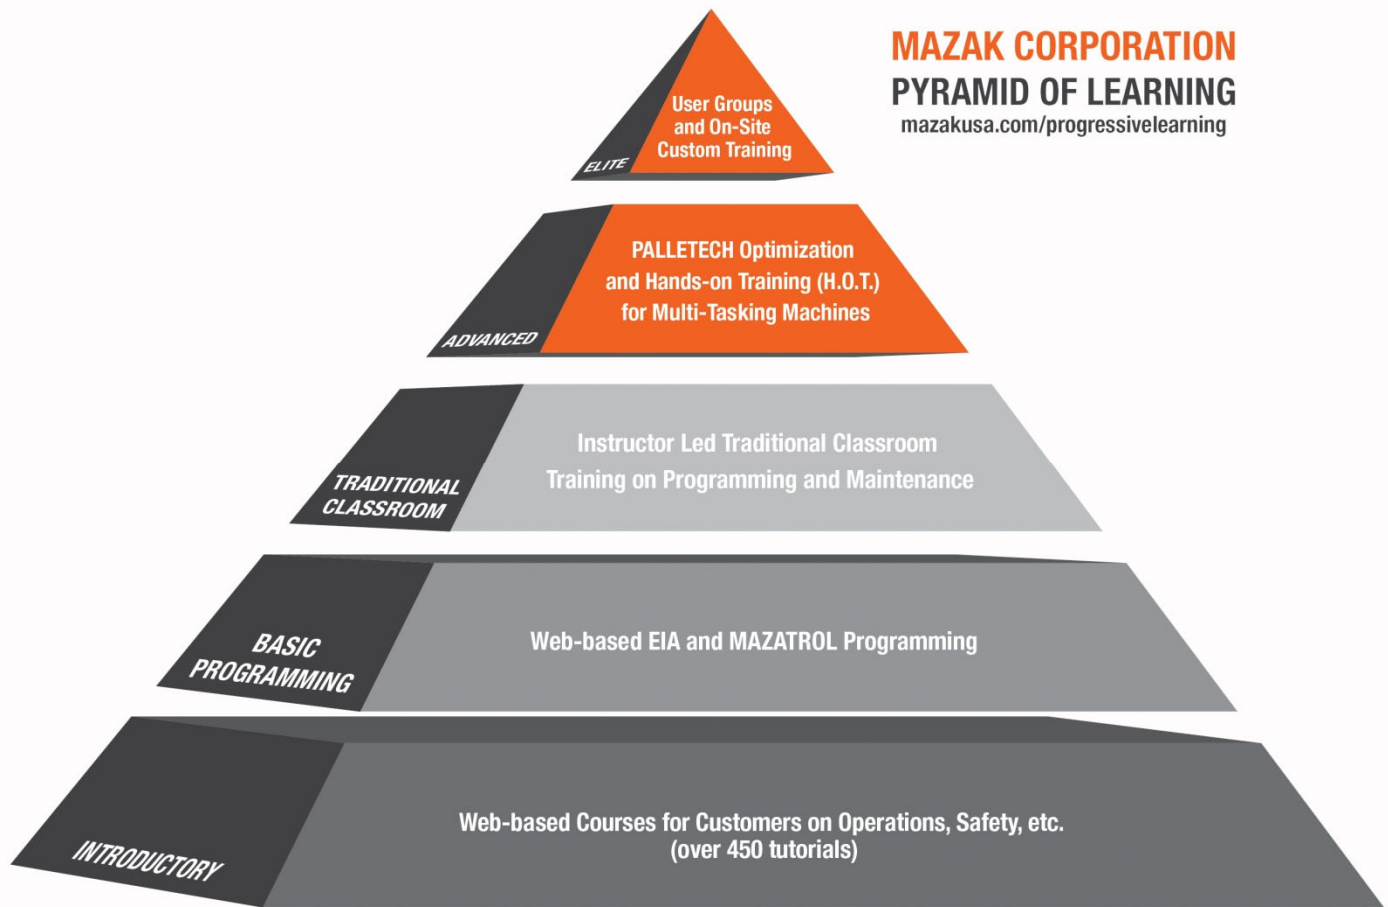 MAZAK CORPORATION
PYRAMID OF LEARNING
mazakusa.com/progressivelearning
User Groups
and On-Site
Custom Training
ELITE
PALLETECH Optimization
and Hands-on Training (H.O.T.)
for Multi-Tasking Machines
ADVANCED
Instructor Led Traditional Classroom
Training on Programming and Maintenance
TRADITIONAL
CLASSROOM
Web-based EIA and MAZATROL Programming
BASIC
PROGRAMMING
Web-based Courses for Customers on Operations, Safety, etc.
(over 450 tutorials)
INTRODUCTORY